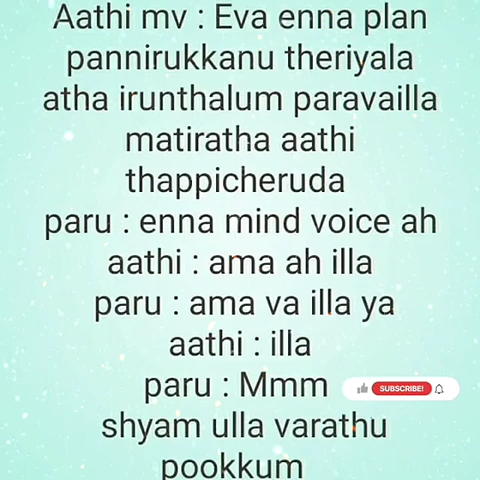 Aathi mv : Eva enna plan
pannirukkanu theriyala
atha irunthalum paravailla
matiratha aathi
thappicheruda
paru : enna mind voice ah
aathi : ama ah illa
paru : ama va illa ya
aathi : illa
paru : Mmm
SUBSCRIBE!
shyam ulla varathu
pookkum